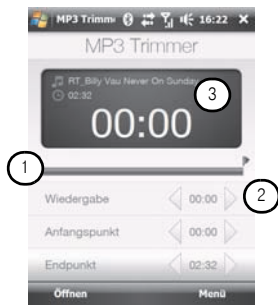 MP3 Trimm 16:22
MP3 Trimmer
RT_Billy Vau Never On Sunday
02:32
3
00:00
1
Wiedergabe 00:00
2
Anfangspunkt 00:00
Endpunkt 02:32
Öffnen Menü